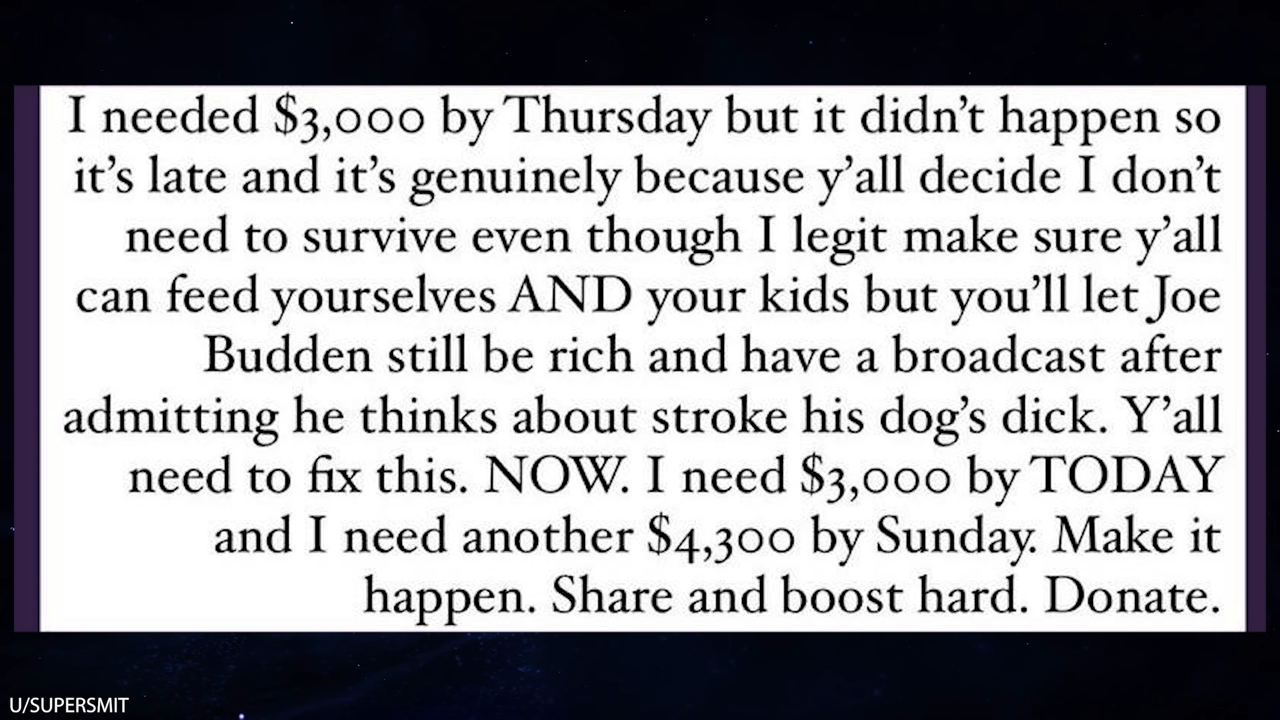 I needed $3,000 by Thursday but it didn’t happen so
it’s late and it’s genuinely because y’all decide I don’t
need to survive even though I legit make sure y’all
can feed yourselves AND your kids but you’ll let Joe
Budden still be rich and have a broadcast after
admitting he thinks about stroke his dog’s dick. Y’all
need to fix this. NOW. I need $3,000 by TODAY
and I need another $4,300 by Sunday. Make it
happen. Share and boost hard. Donate.
U/SUPERSMIT